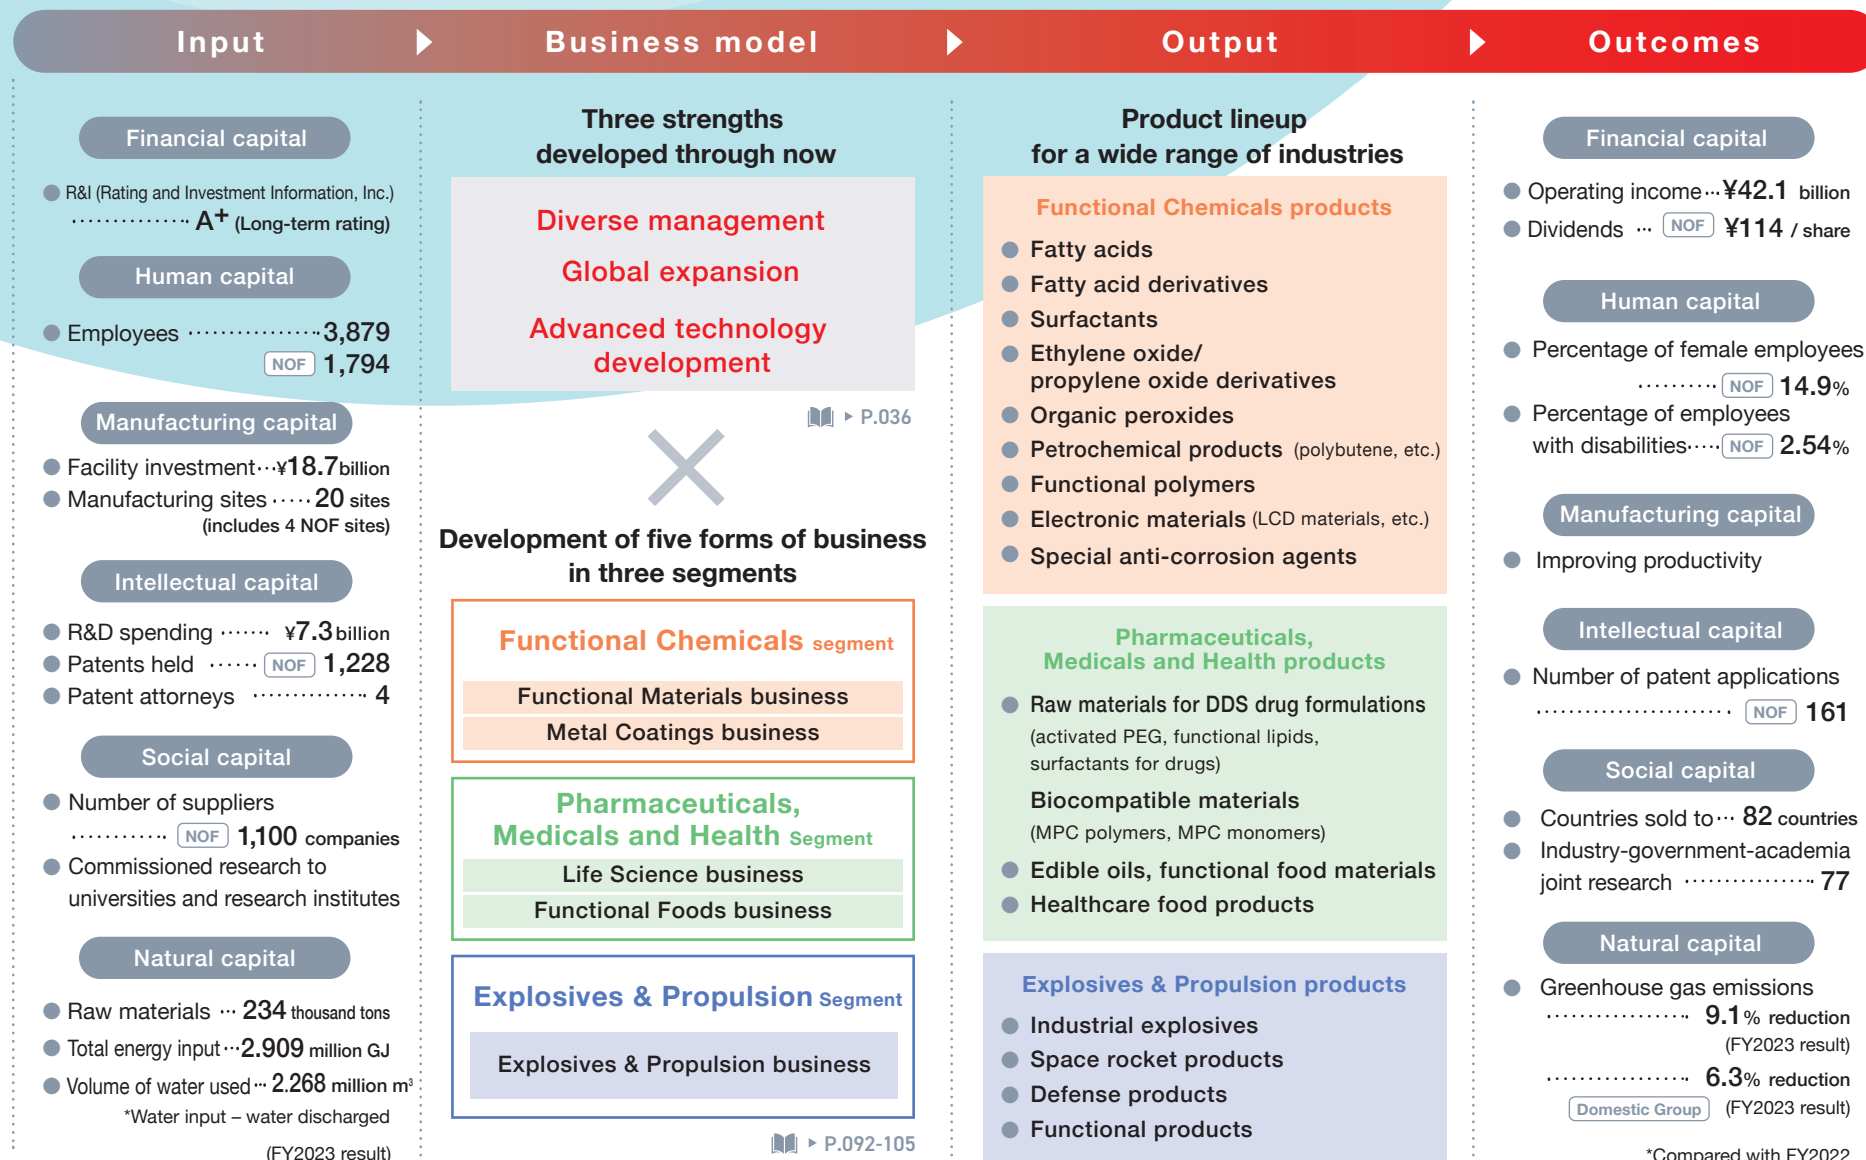 Input
Business model
Output
Outcomes
Financial capital
R&I (Rating and Investment Information, Inc.)
A+ (Long-term rating)
Human capital
Employees 3,879
NOF 1,794
Manufacturing capital
Facility investment ¥18.7 billion
Manufacturing sites 20 sites
(includes 4 NOF sites)
Intellectual capital
R&D spending ¥7.3 billion
Patents held NOF 1,228
Patent attorneys 4
Social capital
Number of suppliers
NOF 1,100 companies
Commissioned research to
universities and research institutes
Natural capital
Raw materials 234 thousand tons
Total energy input 2.909 million GJ
Volume of water used 2.268 million m³
*Water input – water discharged
(FY2023 result)
Three strengths
developed through now
Diverse management
Global expansion
Advanced technology
development
P.036
Development of five forms of business
in three segments
Functional Chemicals segment
Functional Materials business
Metal Coatings business
Pharmaceuticals,
Medicals and Health Segment
Life Science business
Functional Foods business
Explosives & Propulsion Segment
Explosives & Propulsion business
P.092-105
Product lineup
for a wide range of industries
Functional Chemicals products
Fatty acids
Fatty acid derivatives
Surfactants
Ethylene oxide/
propylene oxide derivatives
Organic peroxides
Petrochemical products (polybutene, etc.)
Functional polymers
Electronic materials (LCD materials, etc.)
Special anti-corrosion agents
Pharmaceuticals,
Medicals and Health products
Raw materials for DDS drug formulations
(activated PEG, functional lipids,
surfactants for drugs)
Biocompatible materials
(MPC polymers, MPC monomers)
Edible oils, functional food materials
Healthcare food products
Explosives & Propulsion products
Industrial explosives
Space rocket products
Defense products
Functional products
Financial capital
Operating income ¥42.1 billion
Dividends NOF ¥114 / share
Human capital
Percentage of female employees
NOF 14.9%
Percentage of employees
with disabilities NOF 2.54%
Manufacturing capital
Improving productivity
Intellectual capital
Number of patent applications
NOF 161
Social capital
Countries sold to 82 countries
Industry-government-academia
joint research 77
Natural capital
Greenhouse gas emissions
9.1% reduction
(FY2023 result)
6.3% reduction
Domestic Group (FY2023 result)
*Compared with FY2022